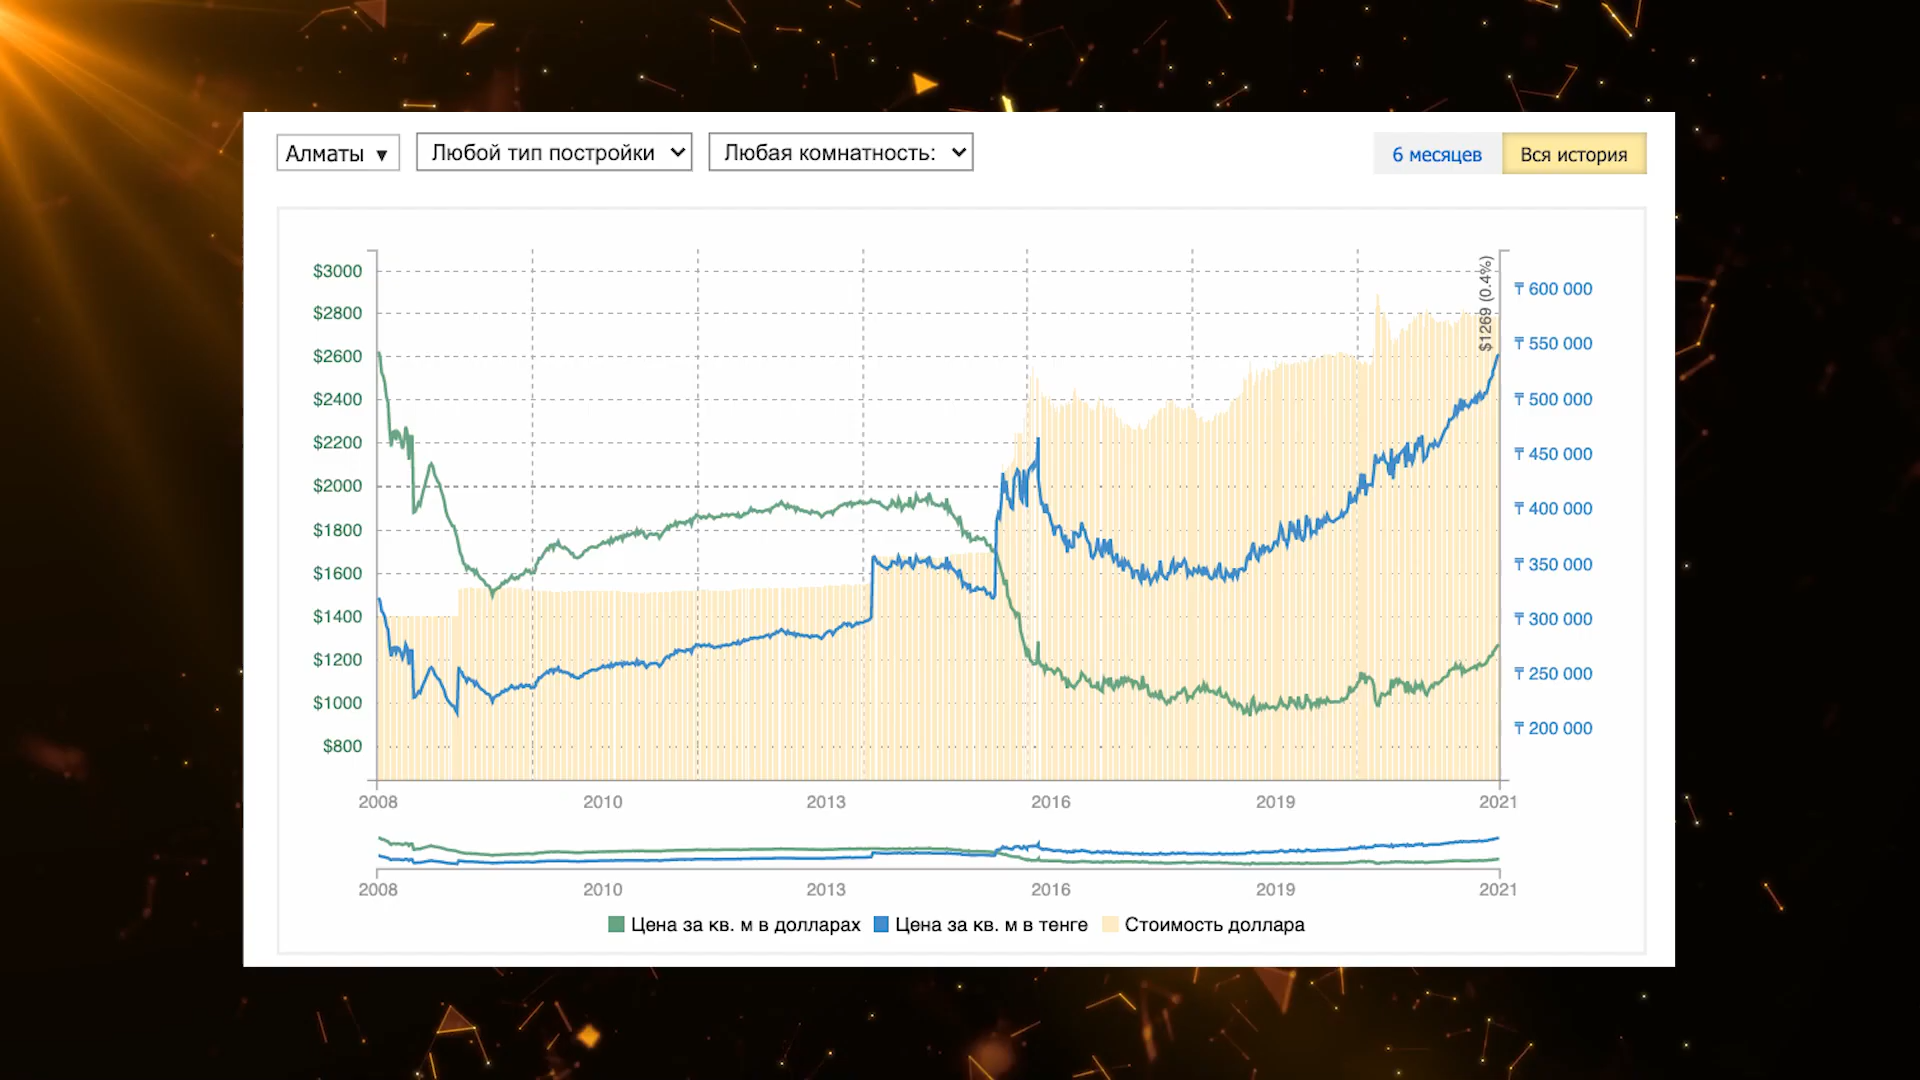 Алматы ▼ Любой тип постройки Любая комнатность: 6 месяцев Вся история
$3000
$2800
$2600
$2400
$2200
$2000
$1800
$1600
$1400
$1200
$1000
$800
$1269 (0.4%)
₸ 600 000
₸ 550 000
₸ 500 000
₸ 450 000
₸ 400 000
₸ 350 000
₸ 300 000
₸ 250 000
₸ 200 000
2008 2010 2013 2016 2019 2021
2008 2010 2013 2016 2019 2021
Цена за кв. м в долларах Цена за кв. м в тенге Стоимость доллара